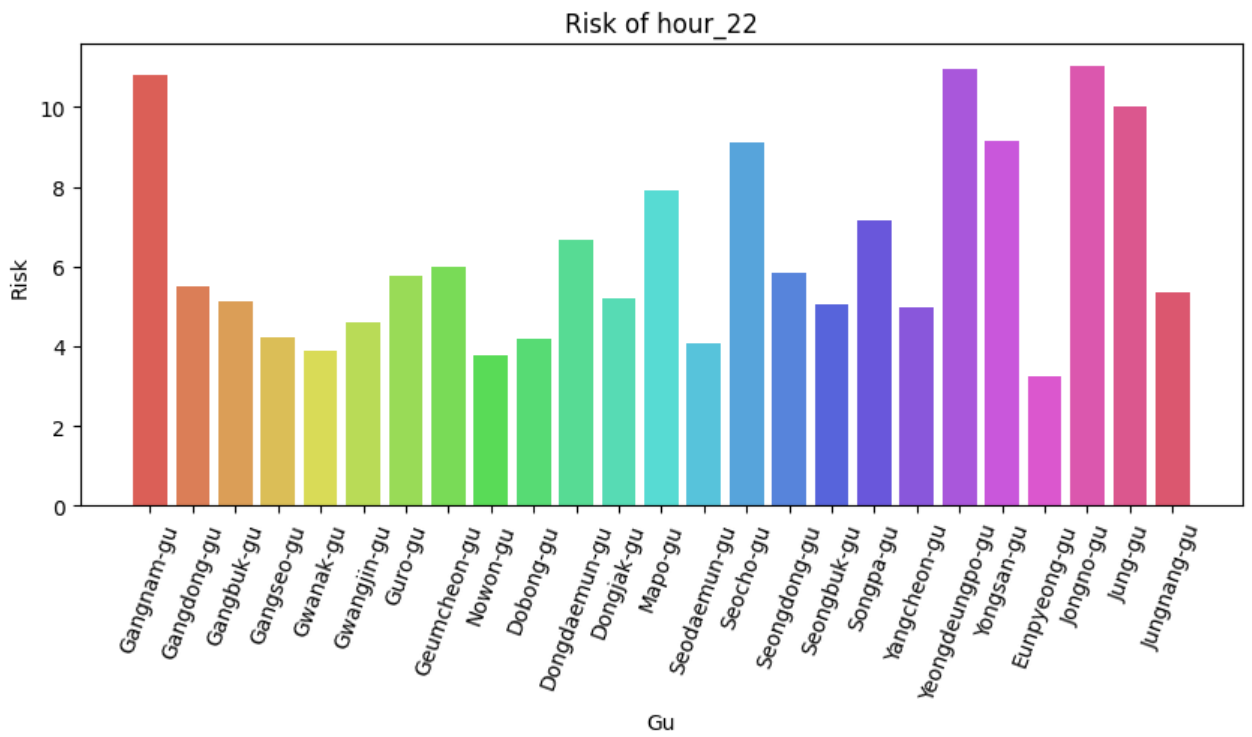 Risk of hour_22
Risk
10
8
6
4
2
0
Gangnam-gu
Gangdong-gu
Gangbuk-gu
Gangseo-gu
Gwanak-gu
Gwangjin-gu
Guro-gu
Geumcheon-gu
Nowon-gu
Dobong-gu
Dongdaemun-gu
Dongjak-gu
Mapo-gu
Seodaemun-gu
Seocho-gu
Seongdong-gu
Seongbuk-gu
Songpa-gu
Yangcheon-gu
Yeongdeungpo-gu
Yongsan-gu
Eunpyeong-gu
Jongno-gu
Jung-gu
Jungnang-gu
Gu